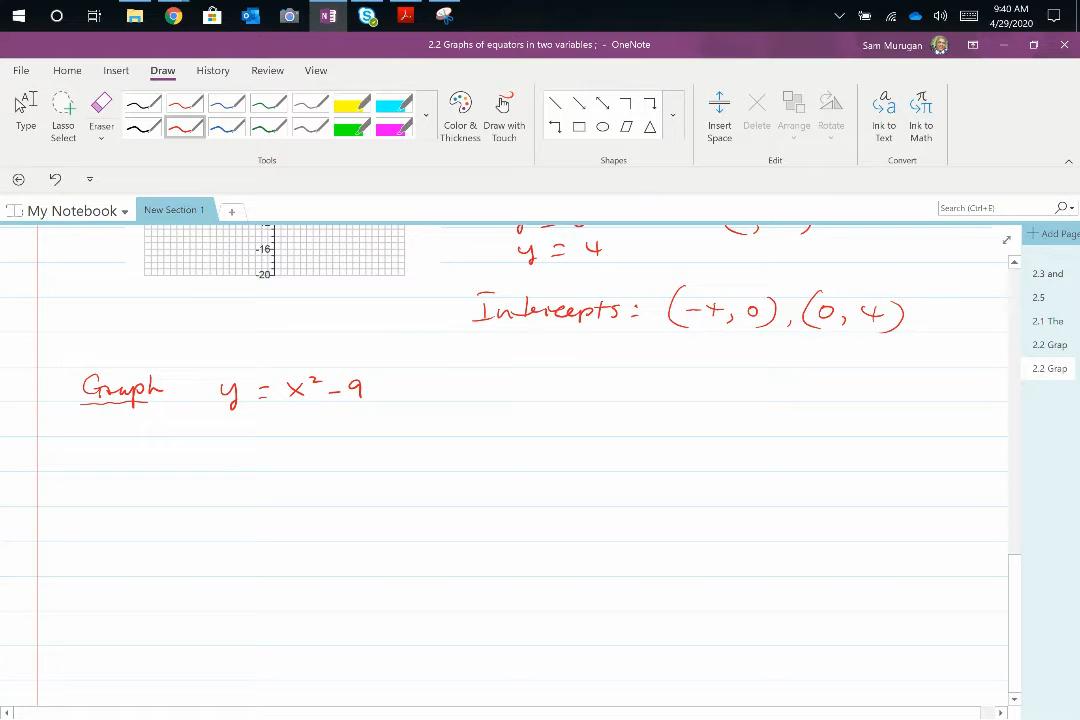 9:40 AM
4/29/2020
2.2 Graphs of equators in two variables ; - OneNote
Sam Murugan
File Home Insert Draw History Review View
Type
Lasso Select
Eraser
Color & Thickness
Draw with Touch
Insert Space
Delete
Arrange
Rotate
Ink to Text
Ink to Math
Tools
Shapes
Edit
Convert
My Notebook
New Section 1
Search (Ctrl+E)
Add Page
2.3 and
2.5
2.1 The
2.2 Grap
2.2 Grap
-16
-20
y = 4
Intercepts: (-4, 0), (0, 4)
Graph y = x² - 9